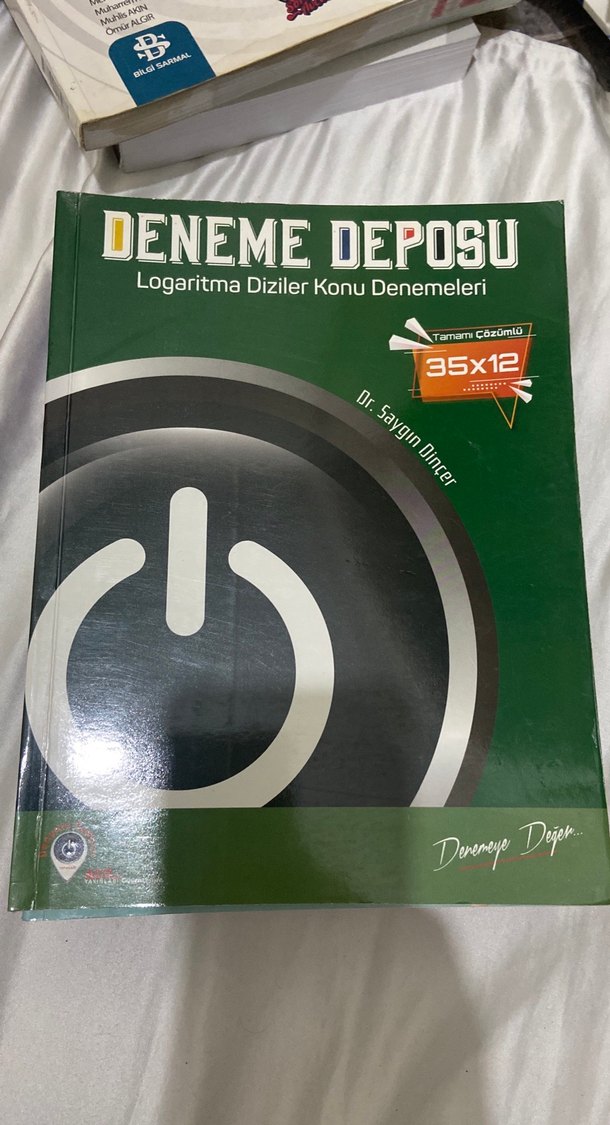 Muhlis AKIN
Ömür ALGIR
BİLGİ SARMAL
DENEME DEPOSU
Logaritma Diziler Konu Denemeleri
Tamamı Çözümlü
35x12
Dr. Saygın Dinçer
Denemeye Değer...
YAYINLARI